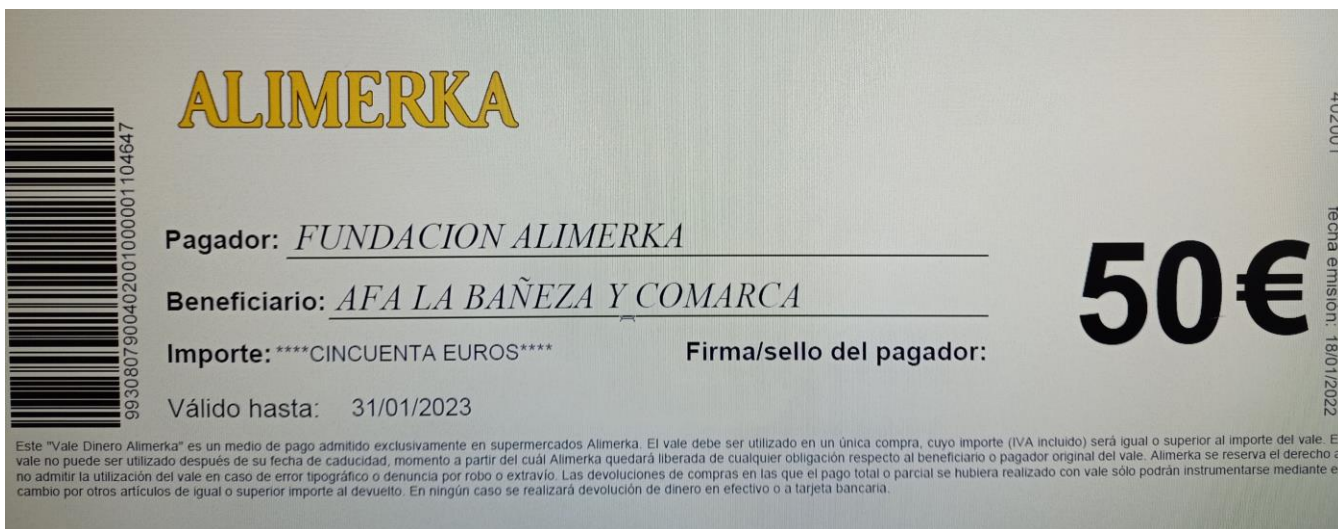 ALIMERKA
Pagador: FUNDACION ALIMERKA
Beneficiario: AFA LA BAÑEZA Y COMARCA
Importe: ****CINCUENTA EUROS****
Firma/sello del pagador:
Válido hasta: 31/01/2023
50€
99308079004020010000001104647
402001 fecha emisión: 18/01/2022
Este "Vale Dinero Alimerka" es un medio de pago admitido exclusivamente en supermercados Alimerka. El vale debe ser utilizado en un única compra, cuyo importe (IVA incluido) será igual o superior al importe del vale. E
vale no puede ser utilizado después de su fecha de caducidad, momento a partir del cuál Alimerka quedará liberada de cualquier obligación respecto al beneficiario o pagador original del vale. Alimerka se reserva el derecho a
no admitir la utilización del vale en caso de error tipográfico o denuncia por robo o extravío. Las devoluciones de compras en las que el pago total o parcial se hubiera realizado con vale sólo podrán instrumentarse mediante e
cambio por otros artículos de igual o superior importe al devuelto. En ningún caso se realizará devolución de dinero en efectivo o a tarjeta bancaria.